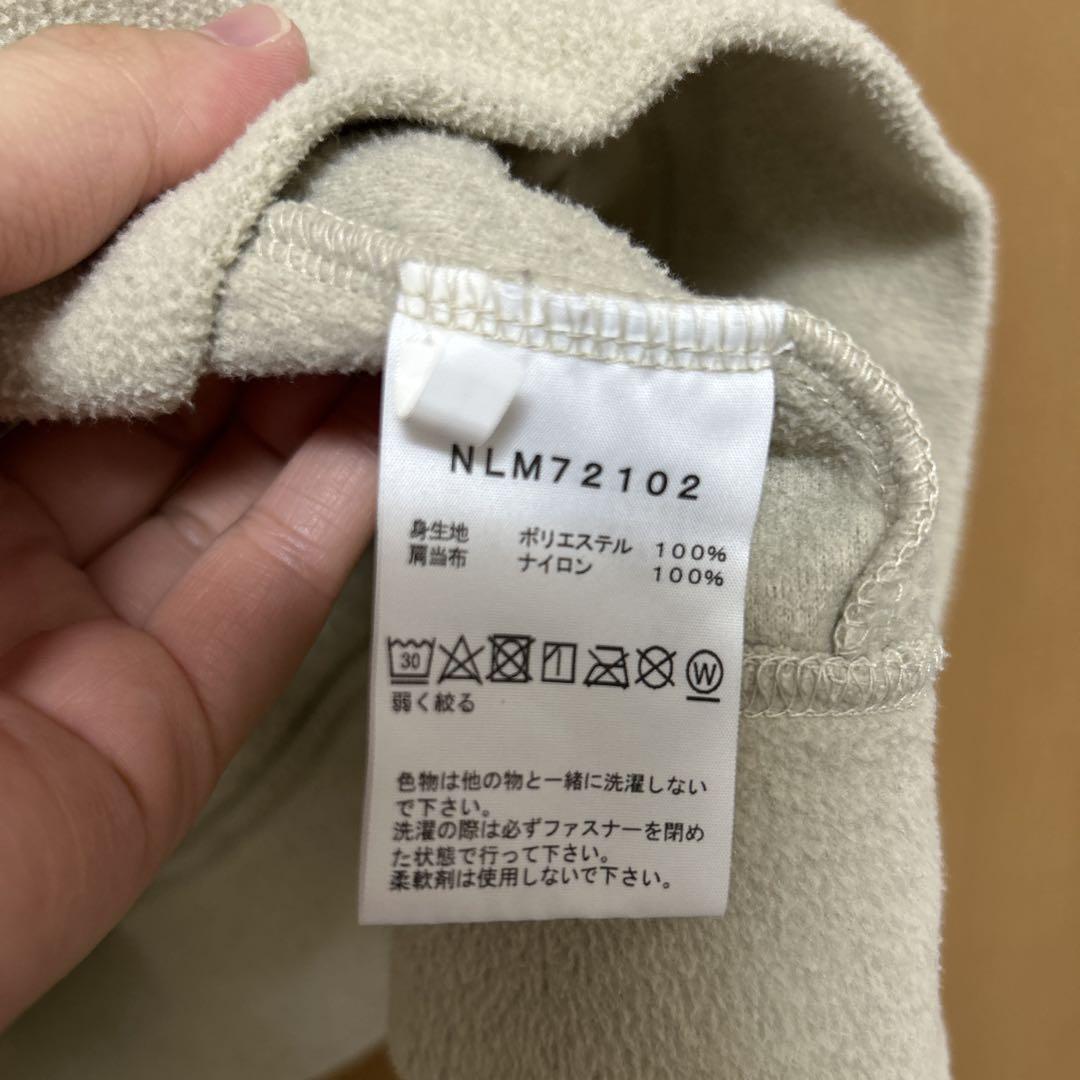 NLM72102
身生地 ポリエステル 100%
肩当布 ナイロン 100%
30 W
弱く絞る
色物は他の物と一緒に洗濯しない
で下さい。
洗濯の際は必ずファスナーを閉め
た状態で行って下さい。
柔軟剤は使用しないで下さい。